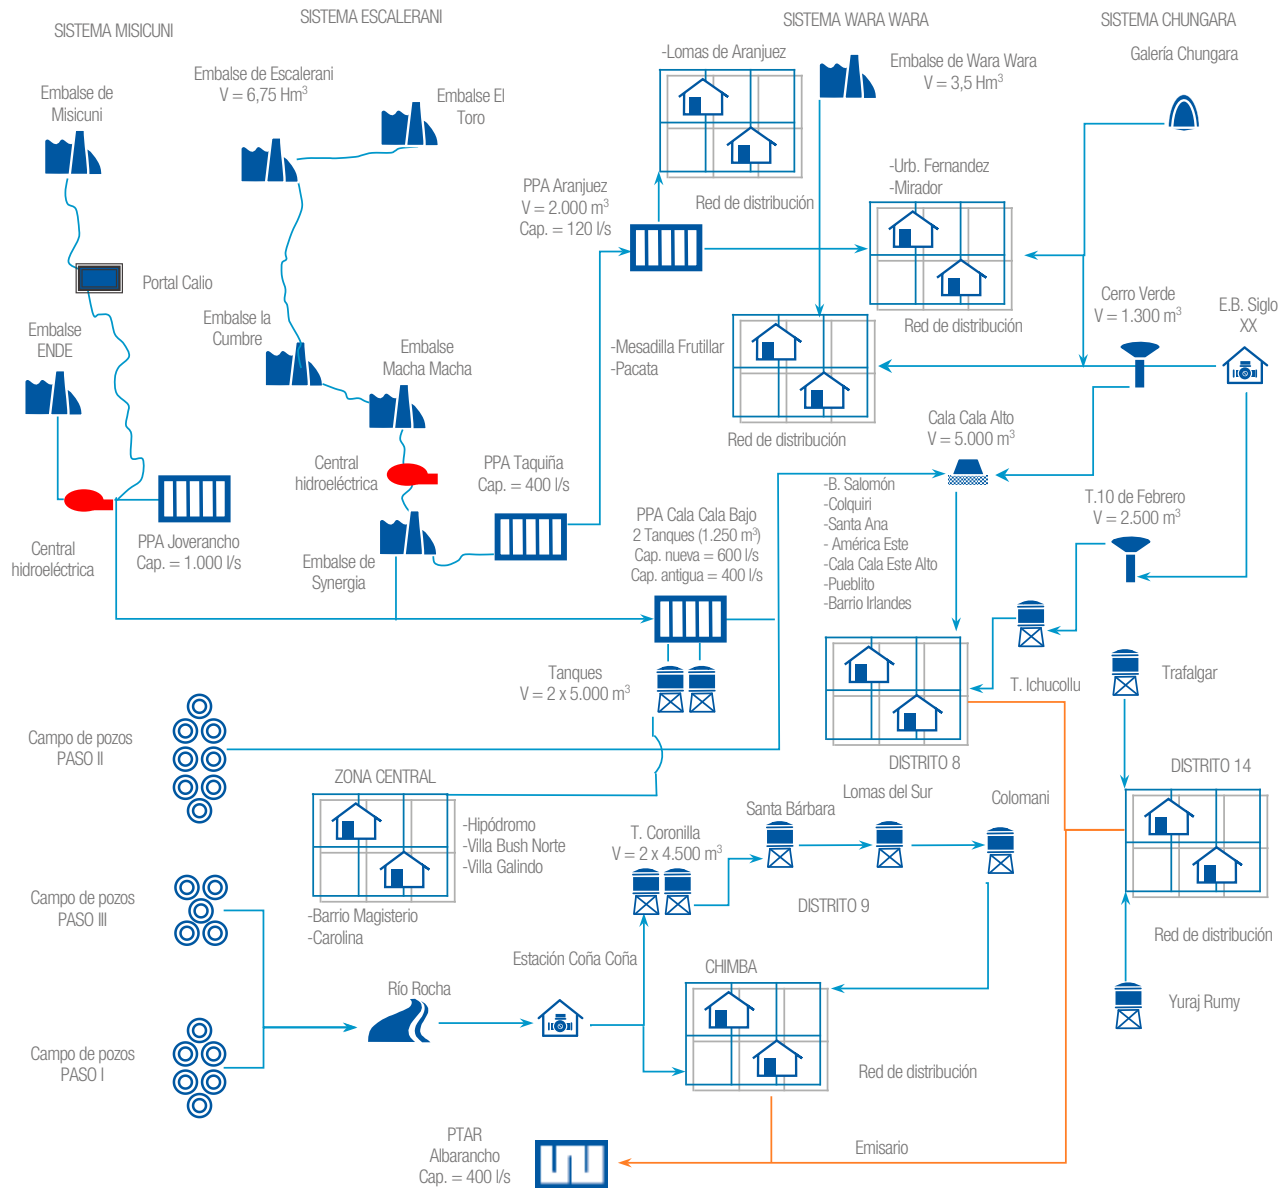 SISTEMA MISICUNI
SISTEMA ESCALERANI
SISTEMA WARA WARA
SISTEMA CHUNGARA
Embalse de
Misicuni
Embalse de Escalerani
V = 6,75 Hm³
Embalse El
Toro
-Lomas de Aranjuez
Embalse de Wara Wara
V = 3,5 Hm³
Galería Chungara
PPA Aranjuez
V = 2.000 m³
Cap. = 120 l/s
Red de distribución
-Urb. Fernandez
-Mirador
Red de distribución
Portal Calio
Embalse
ENDE
Embalse la
Cumbre
Embalse
Macha Macha
-Mesadilla Frutillar
-Pacata
Red de distribución
Cerro Verde
V = 1.300 m³
E.B. Siglo
XX
Cala Cala Alto
V = 5.000 m³
Central
hidroeléctrica
PPA Taquiña
Cap. = 400 l/s
Central
hidroeléctrica
PPA Joverancho
Cap. = 1.000 l/s
Embalse de
Synergia
PPA Cala Cala Bajo
2 Tanques (1.250 m³)
Cap. nueva = 600 l/s
Cap. antigua = 400 l/s
-B. Salomón
-Colquiri
-Santa Ana
- América Este
-Cala Cala Este Alto
-Pueblito
-Barrio Irlandes
T.10 de Febrero
V = 2.500 m³
Tanques
V = 2 x 5.000 m³
T. Ichucollu
Trafalgar
Campo de pozos
PASO II
DISTRITO 8
DISTRITO 14
ZONA CENTRAL
-Hipódromo
-Villa Bush Norte
-Villa Galindo
-Barrio Magisterio
-Carolina
T. Coronilla
V = 2 x 4.500 m³
Santa Bárbara
Lomas del Sur
Colomani
DISTRITO 9
Campo de pozos
PASO III
Red de distribución
Estación Coña Coña
CHIMBA
Río Rocha
Yuraj Rumy
Campo de pozos
PASO I
Red de distribución
PTAR
Albarancho
Cap. = 400 l/s
Emisario